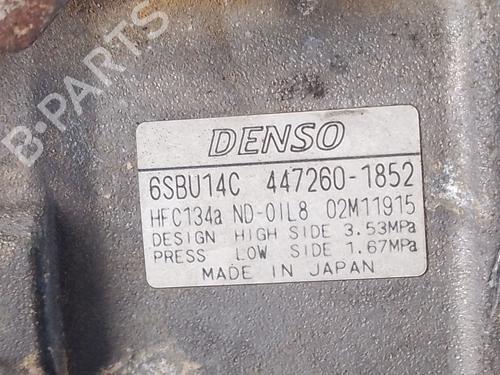 B-PARTS
DENSO
6SBU14C 447260-1852
HFC134a ND-OIL8 02M11915
DESIGN HIGH SIDE 3.53MPa
PRESS LOW SIDE 1.67MPa
MADE IN JAPAN